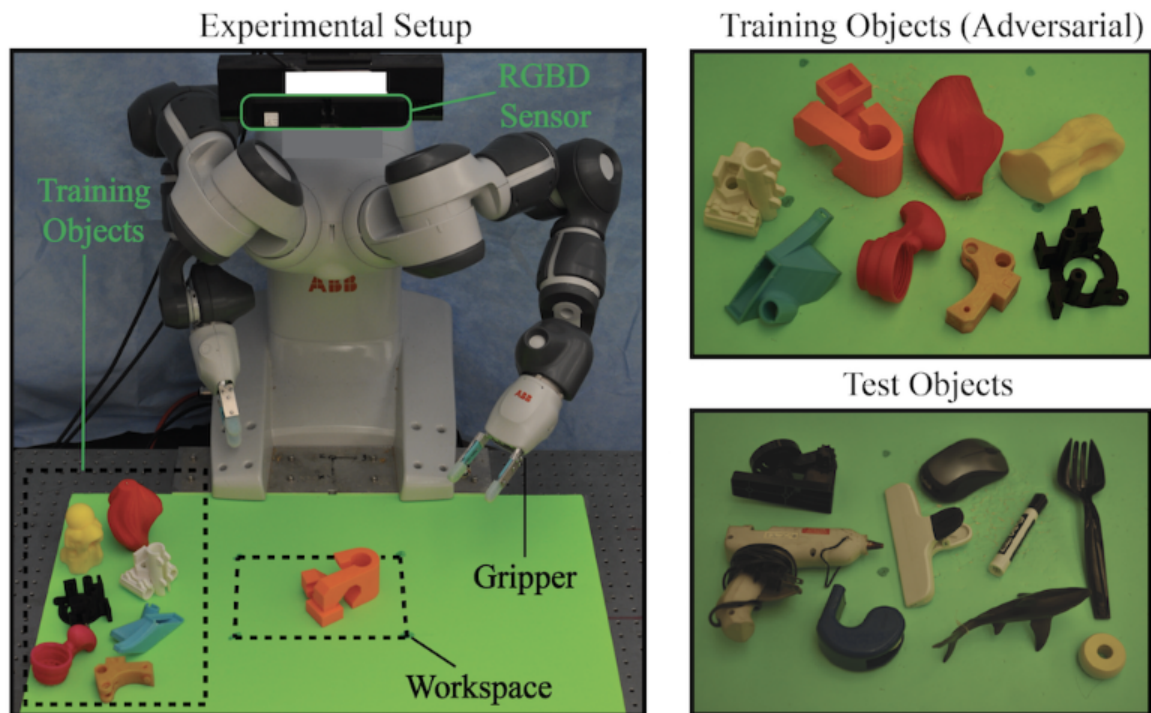 Experimental Setup
RGBD
Sensor
Training
Objects
ABB
ABB
Gripper
Workspace
Training Objects (Adversarial)
Test Objects